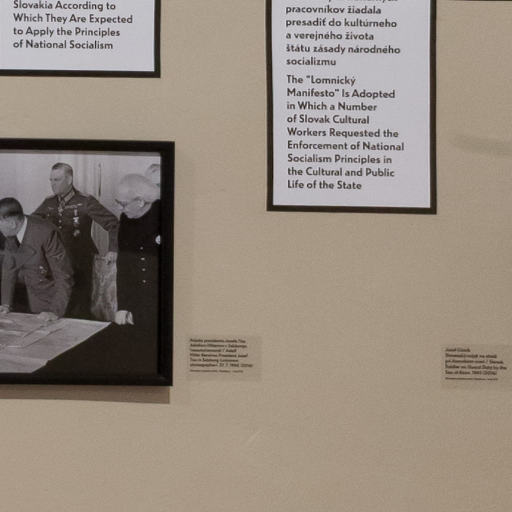 Slovakia According to
Which They Are Expected
to Apply the Principles
of National Socialism
pracovníkov žiadala
presadiť do kultúrneho
a verejného života
štátu zásady národného
socializmu
The "Lomnický
Manifesto" Is Adopted
in Which a Number
of Slovak Cultural
Workers Requested the
Enforcement of National
Socialism Principles in
the Cultural and Public
Life of the State